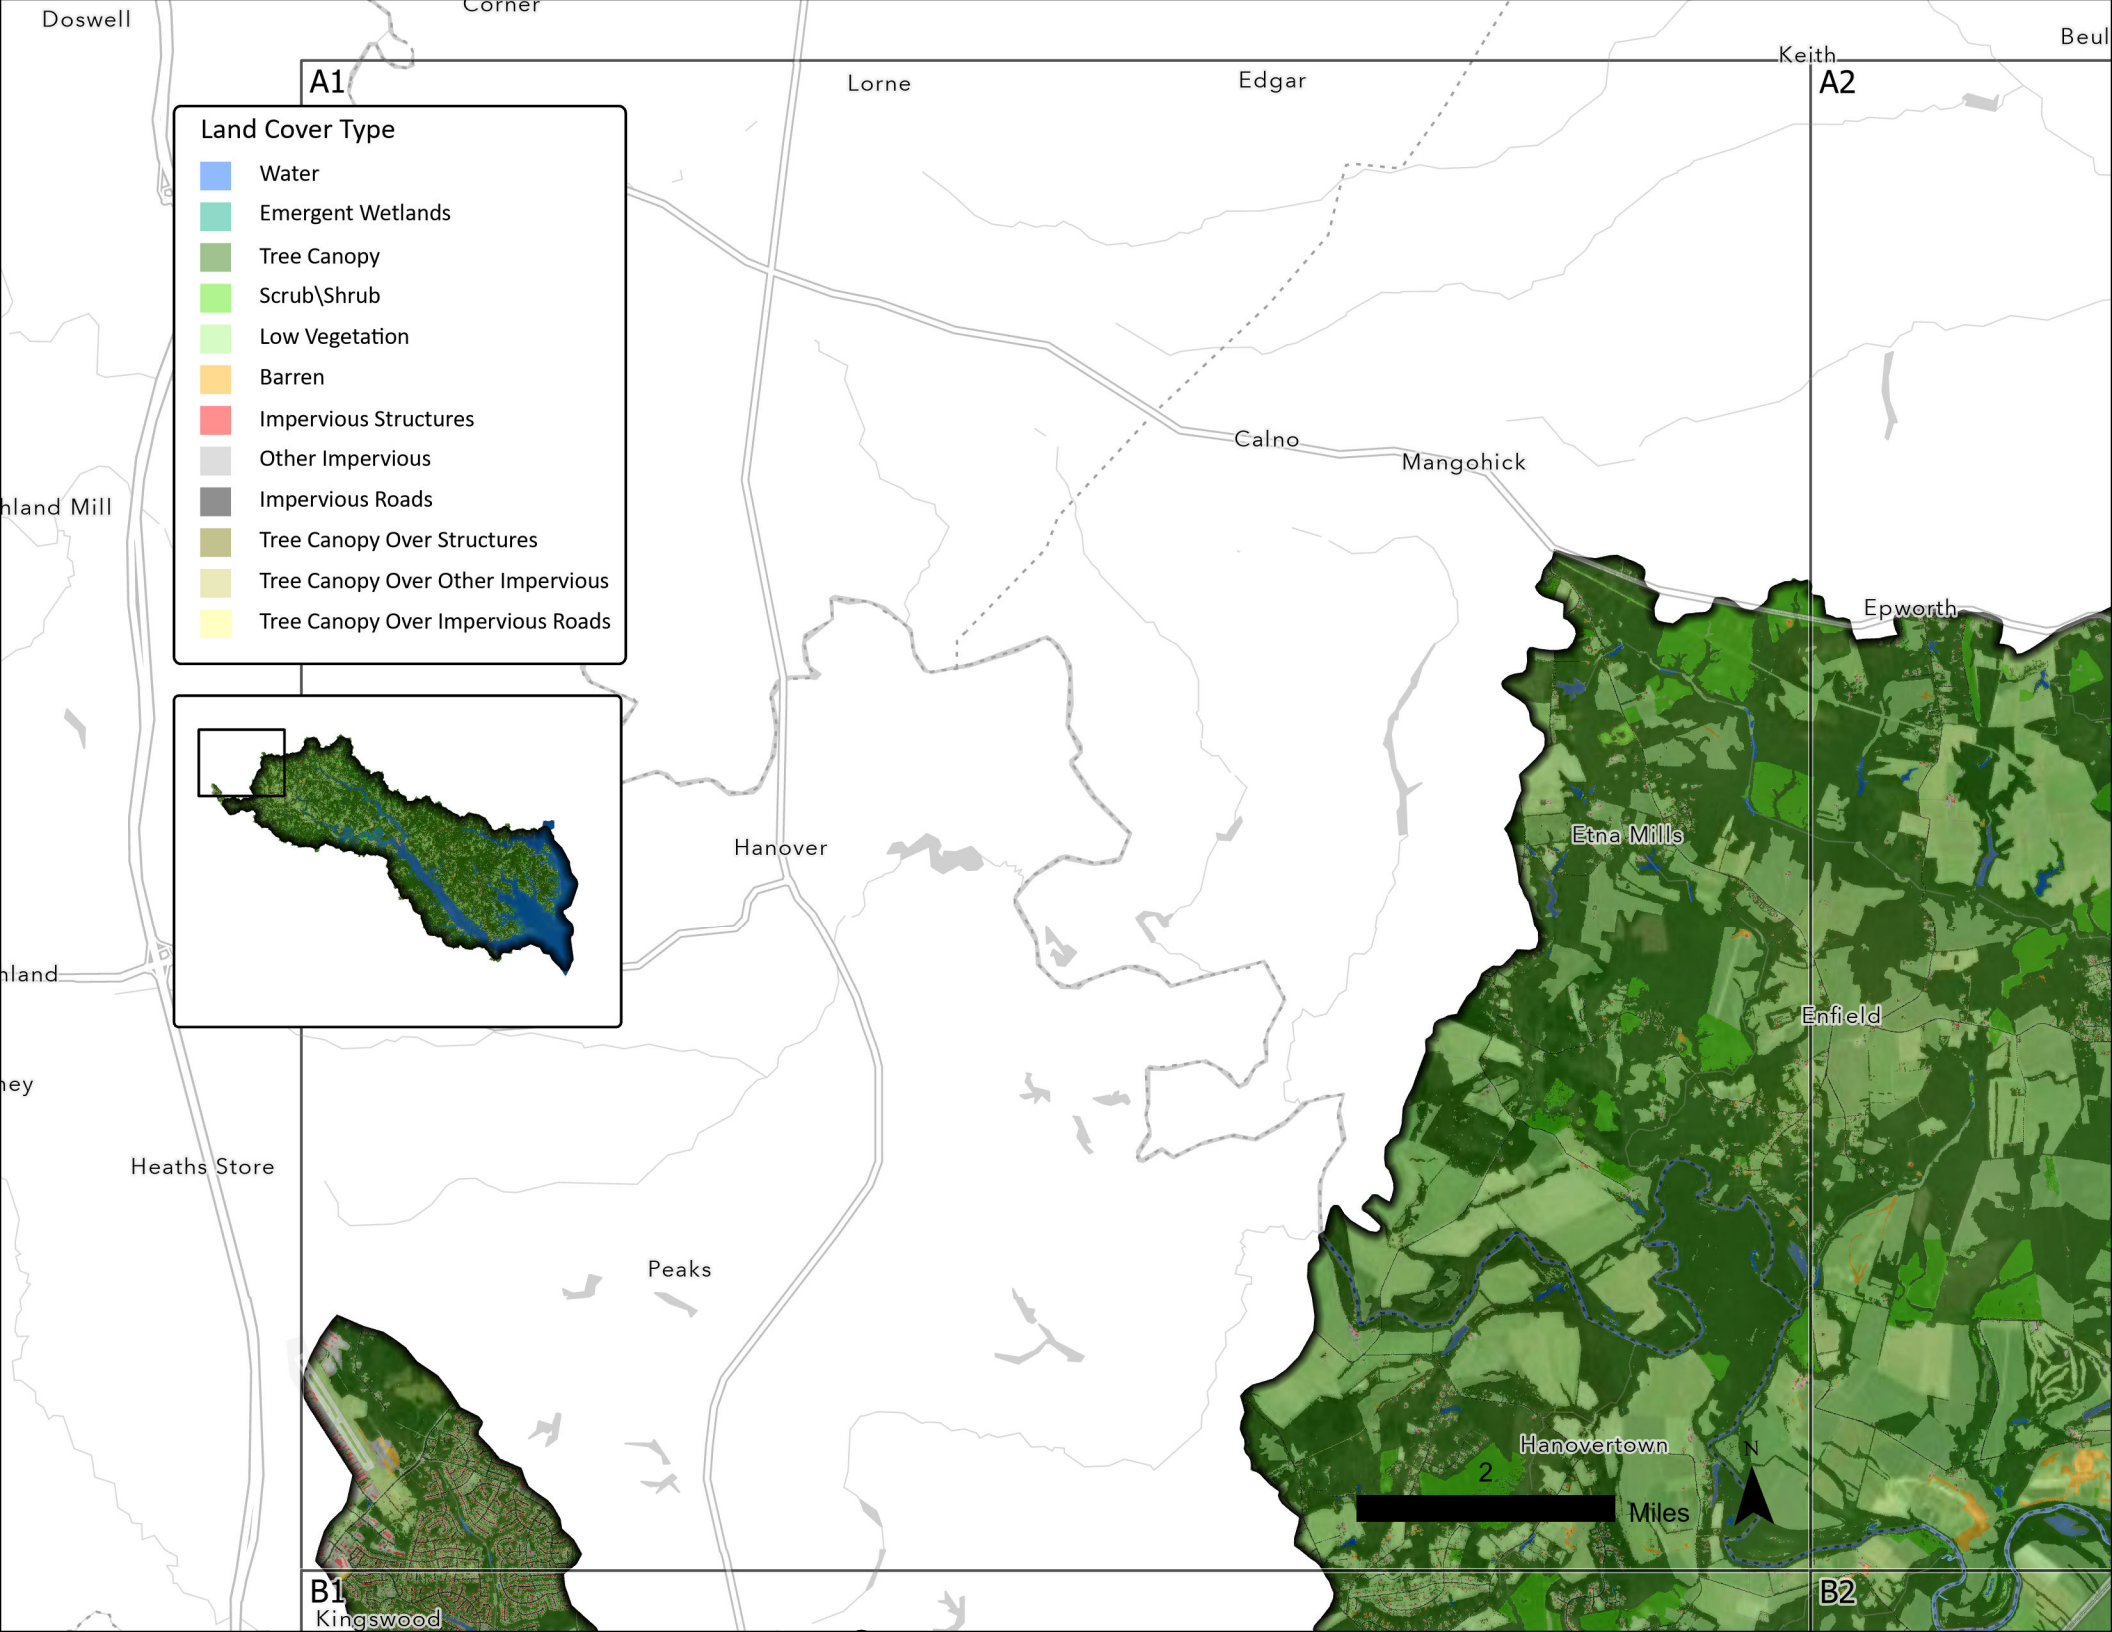 Doswell
Corner
Beul
Keith
A1
Lorne
Edgar
A2
Land Cover Type
Water
Emergent Wetlands
Tree Canopy
Scrub\Shrub
Low Vegetation
Barren
Impervious Structures
Other Impervious
Impervious Roads
Tree Canopy Over Structures
Tree Canopy Over Other Impervious
Tree Canopy Over Impervious Roads
Calno
Mangohick
hland Mill
Epworth
Etna Mills
Hanover
hland
Enfield
ney
Heaths Store
Peaks
Hanovertown
N
2
Miles
B1
B2
Kingswood